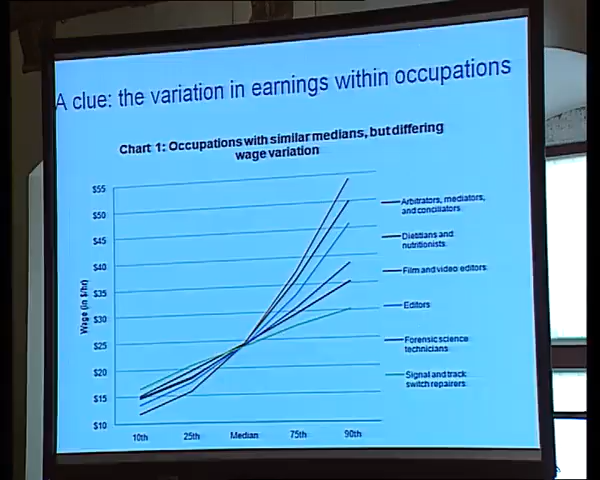 A clue: the variation in earnings within occupations
Chart 1: Occupations with similar medians, but differing
wage variation
$55
$50
$45
$40
$35
$30
$25
$20
$15
$10
Wage (in $/hr)
10th
25th
Median
75th
90th
Arbitrators, mediators,
and conciliators
Dietitians and
nutritionists
Film and video editors
Editors
Forensic science
technicians
Signal and track
switch repairers